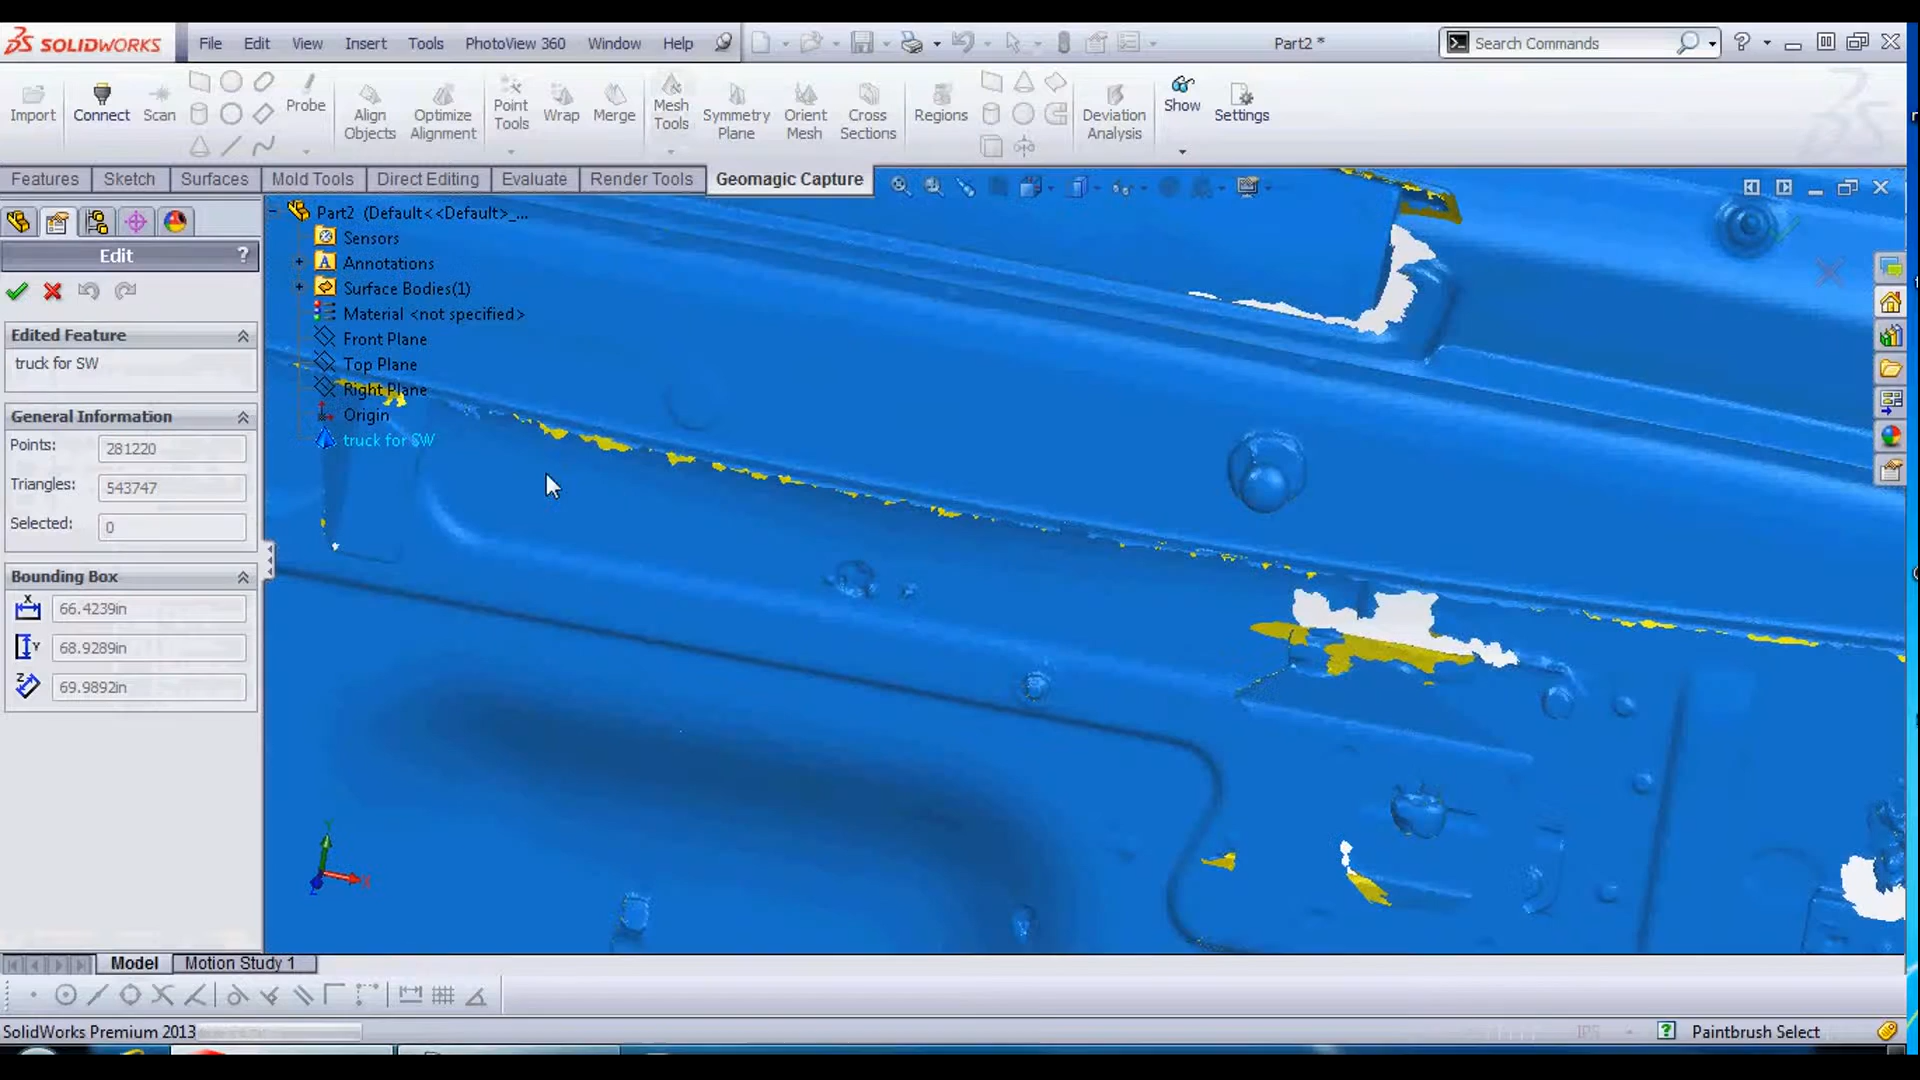 SOLIDWORKS File Edit View Insert Tools PhotoView 360 Window Help Part2 * Search Commands
Import Connect Scan Probe Align Objects Optimize Alignment Point Tools Wrap Merge Mesh Tools Symmetry Plane Orient Mesh Cross Sections Regions Deviation Analysis Show Settings
Features Sketch Surfaces Mold Tools Direct Editing Evaluate Render Tools Geomagic Capture
Part2 (Default<<Default>_...
Sensors
Annotations
Surface Bodies(1)
Material <not specified>
Front Plane
Top Plane
Right Plane
Origin
truck for SW
Edit ?
Edited Feature
truck for SW
General Information
Points: 281220
Triangles: 543747
Selected: 0
Bounding Box
X 66.4239in
Y 68.9289in
Z 69.9892in
Model Motion Study 1
SolidWorks Premium 2013 IPS Paintbrush Select